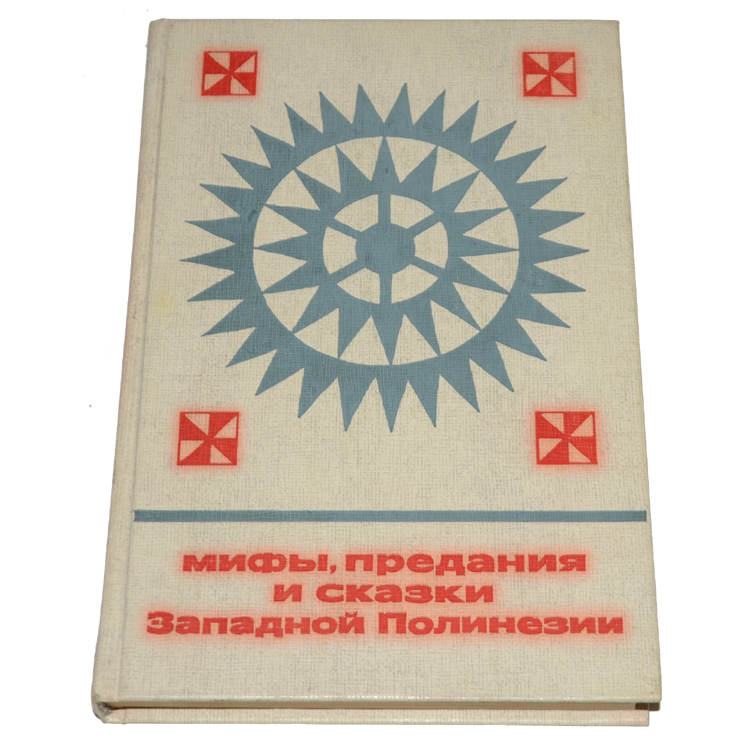 мифы, предания
и сказки
Западной Полинезии